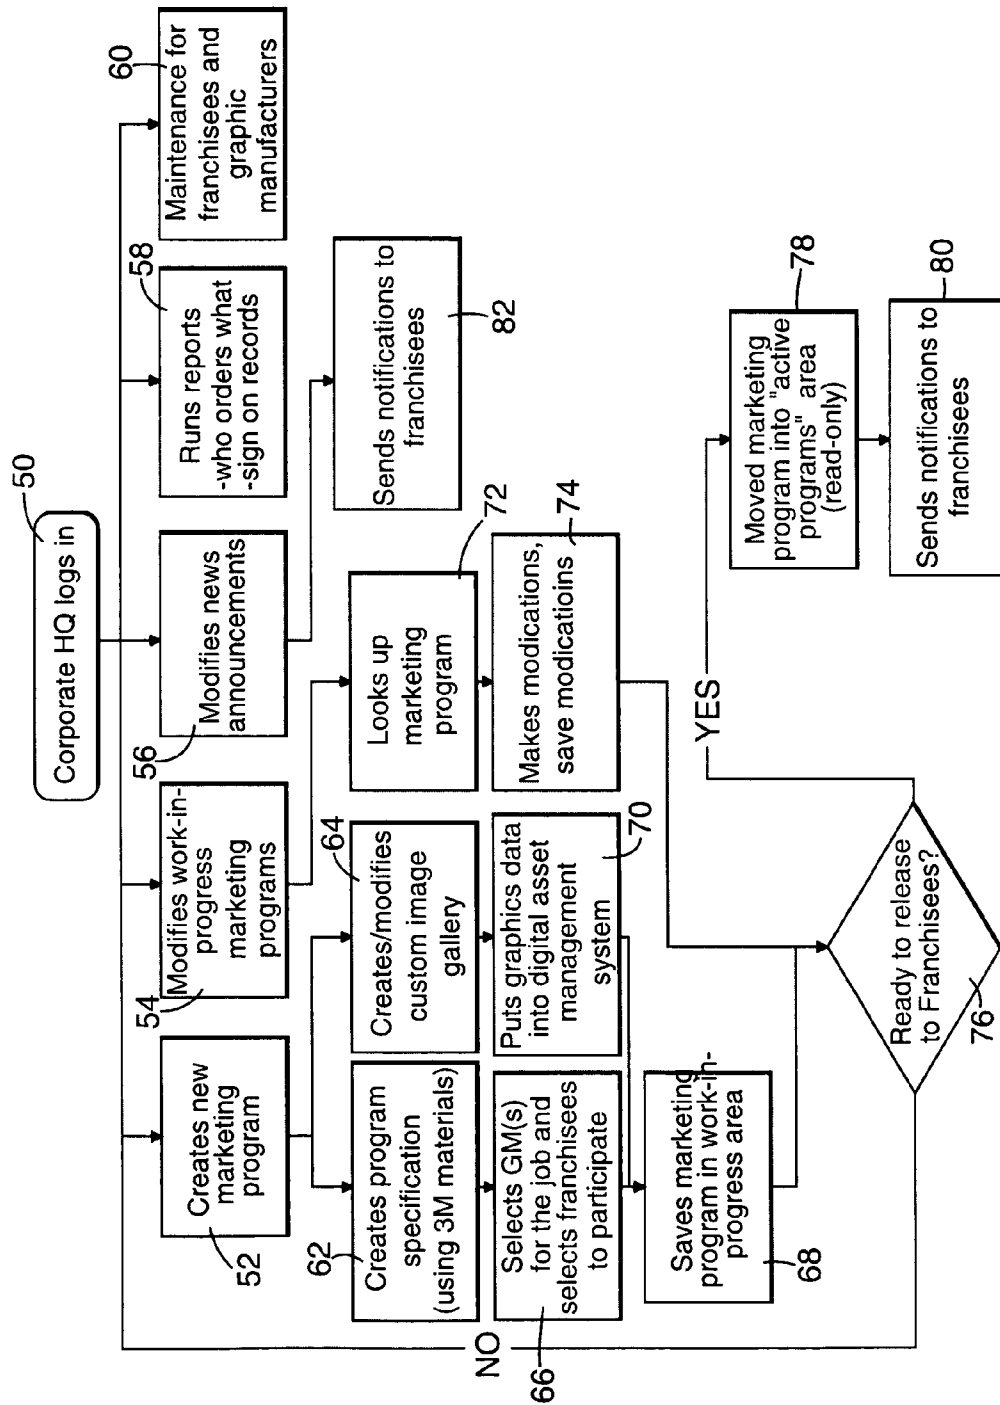 50
Corporate HQ logs in
52
Creates new
marketing
program
54
Modifies work-in-
progress
marketing
programs
56
Modifies news
announcements
58
Runs reports
-who orders what
-sign on records
60
Maintenance for
franchisees and
graphic
manufacturers
62
Creates program
specification
(using 3M materials)
64
Creates/modifies
custom image
gallery
72
Looks up
marketing
program
82
Sends notifications to
franchisees
66
Selects GM(s)
for the job and
selects franchisees
to participate
70
Puts graphics data
into digital asset
management
system
74
Makes modications,
save modicatioins
68
Saves marketing
program in work-in-
progress area
76
Ready to release
to Franchisees?
NO
YES
78
Moved marketing
program into "active
programs" area
(read-only)
80
Sends notifications to
franchisees